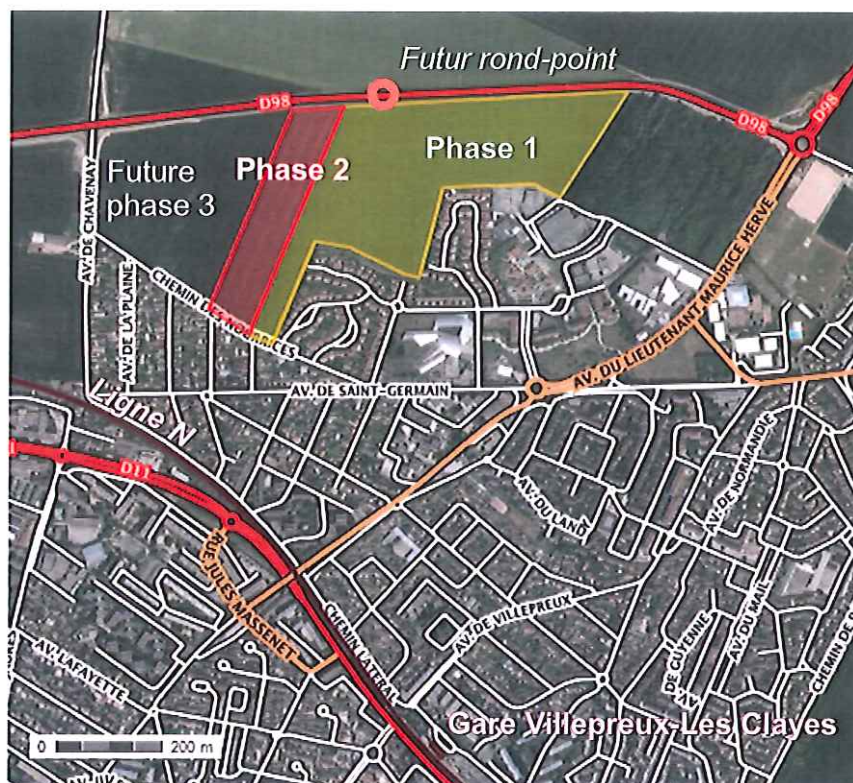 Futur rond-point
D98
D98
D98
Phase 1
Phase 2
Future
phase 3
AV. DE CHAVENAY
AV. DE LA PLAINE
CHEMIN DES NOURRICES
AV. DU LIEUTENANT MAURICE HERVE
AV. DE SAINT-GERMAIN
Ligne N
D11
AV. DU LAND
AV. DE NORMANDIE
RUE JULES MASSENET
CHEMIN LATERAL
AV. DE VILLEPREUX
AV. LAFAYETTE
DE GUYENNE
AV. DU MAIL
AV.
CHEMIN DE
Gare Villepreux-Les Clayes
0 200 m